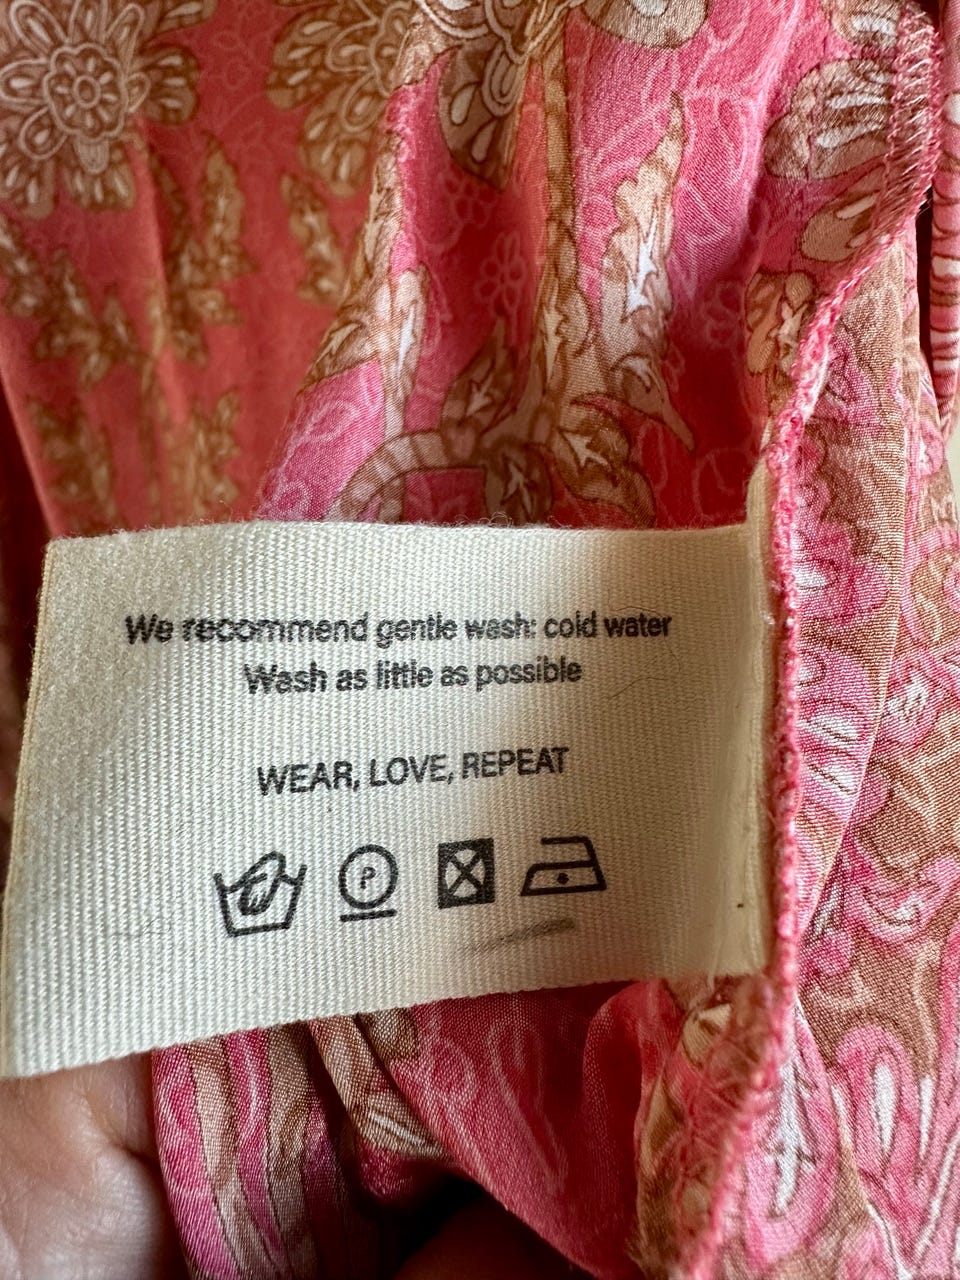 We recommend gentle wash: cold water
Wash as little as possible
WEAR, LOVE, REPEAT
P